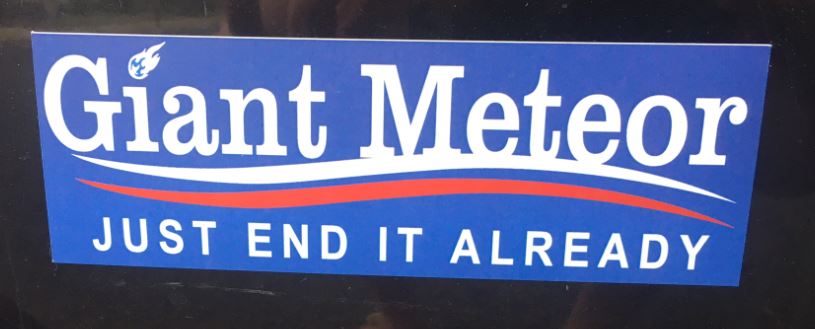 Giant Meteor
JUST END IT ALREADY